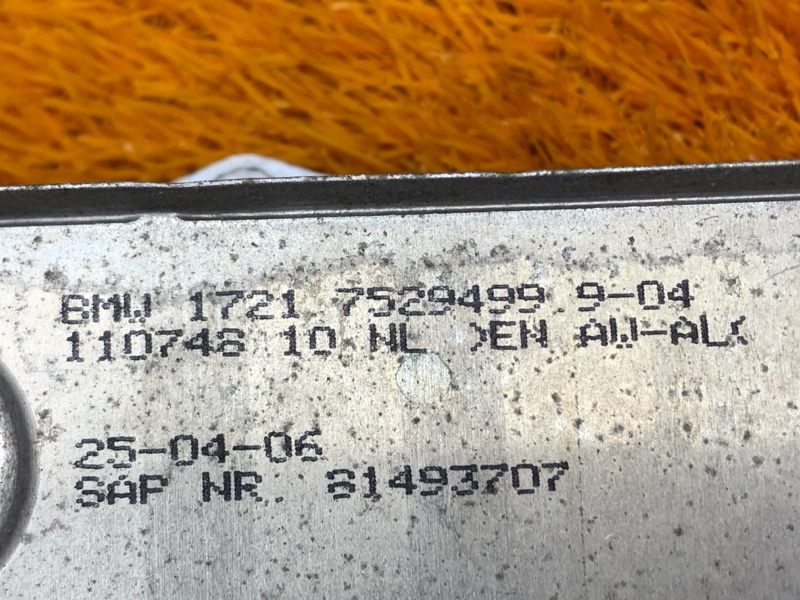 BMW 1721 7529499.9-04
110748 10 NL >EN AW-AL<
25-04-06
SAP NR. 81493707